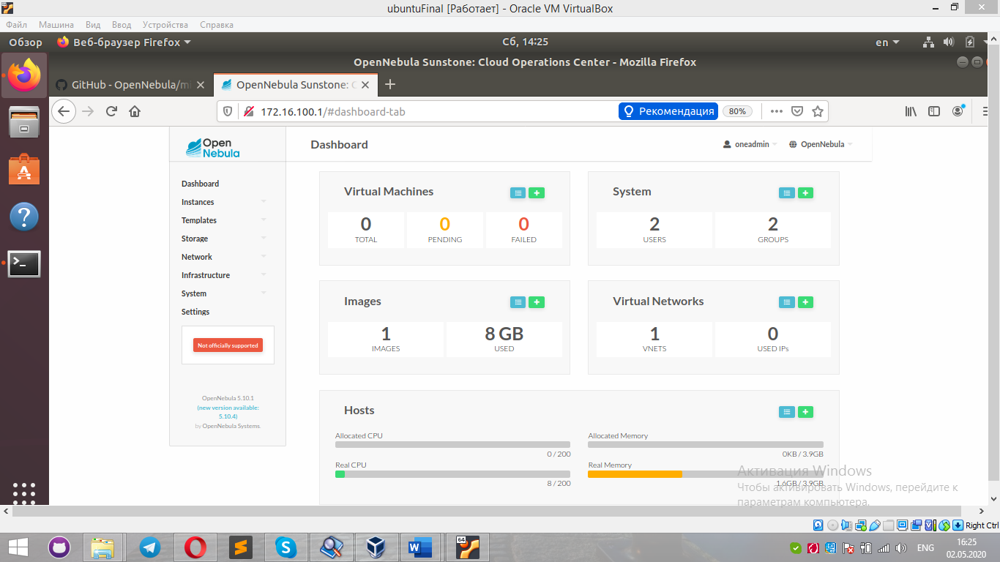 ubuntuFinal [Работает] - Oracle VM VirtualBox
Файл Машина Вид Ввод Устройства Справка
Обзор Веб-браузер Firefox Сб, 14:25 en
OpenNebula Sunstone: Cloud Operations Center - Mozilla Firefox
GitHub - OpenNebula/mi OpenNebula Sunstone: C
172.16.100.1/#dashboard-tab Рекомендация 80%
Open
Nebula
Dashboard oneadmin OpenNebula
Dashboard
Instances
Templates
Storage
Network
Infrastructure
System
Settings
Not officially supported
OpenNebula 5.10.1
(new version available:
5.10.4)
by OpenNebula Systems.
Virtual Machines
0 0 0
TOTAL PENDING FAILED
System
2 2
USERS GROUPS
Images
1 8 GB
IMAGES USED
Virtual Networks
1 0
VNETS USED IPs
Hosts
Allocated CPU
0 / 200
Real CPU
8 / 200
Allocated Memory
0KB / 3.9GB
Real Memory
1.6GB / 3.9GB
Активация Windows
Чтобы активировать Windows, перейдите к
параметрам компьютера.
Right Ctrl
64
ENG
16:25
02.05.2020